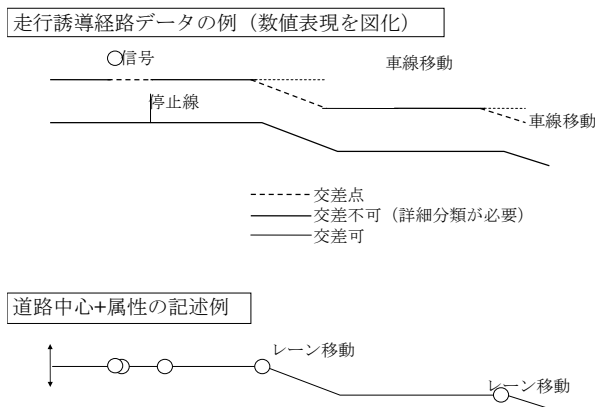 走行誘導経路データの例（数値表現を図化）
信号
車線移動
停止線
車線移動
交差点
交差不可（詳細分類が必要）
交差可
道路中心+属性の記述例
レーン移動
レーン移動